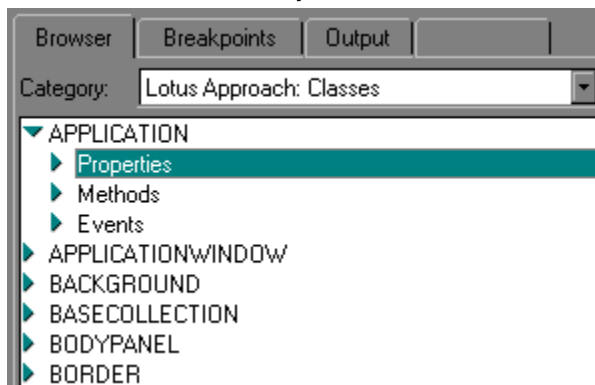 Browser Breakpoints Output
Category: Lotus Approach: Classes
APPLICATION
Properties
Methods
Events
APPLICATIONWINDOW
BACKGROUND
BASECOLLECTION
BODYPANEL
BORDER